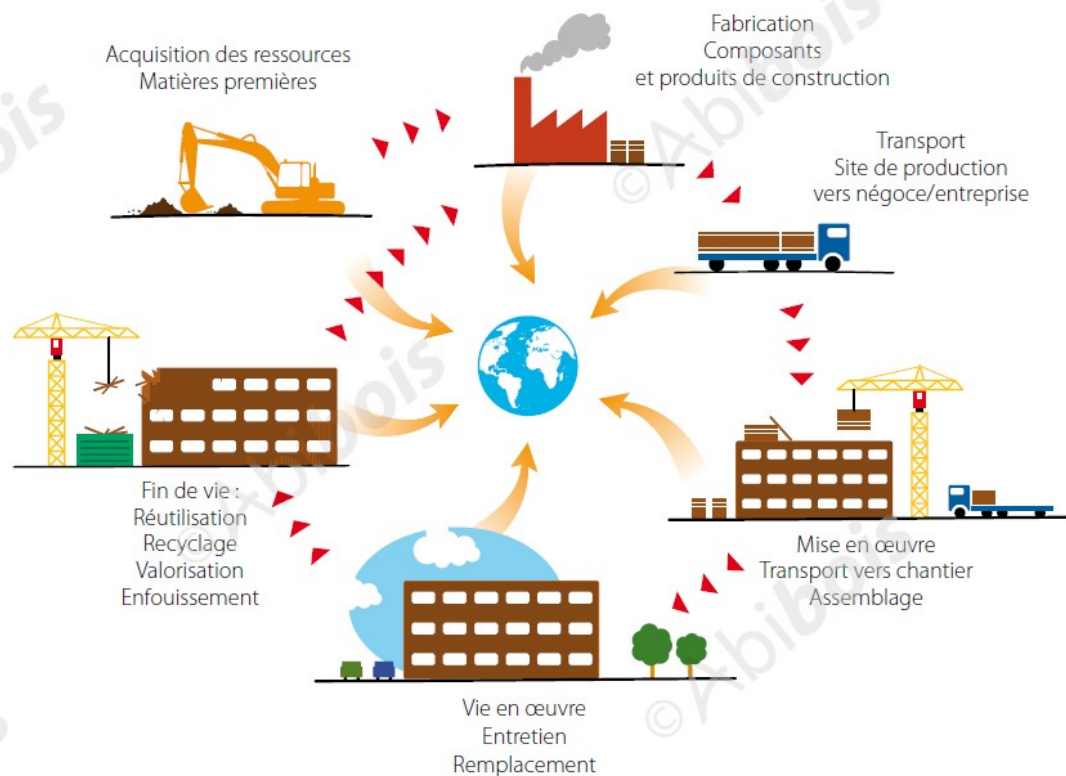 Acquisition des ressources
Matières premières
Fabrication
Composants
et produits de construction
Transport
Site de production
vers négoce/entreprise
Mise en œuvre
Transport vers chantier
Assemblage
Vie en œuvre
Entretien
Remplacement
Fin de vie :
Réutilisation
Recyclage
Valorisation
Enfouissement
© Abibois
© Abibois
© Abibois
bis